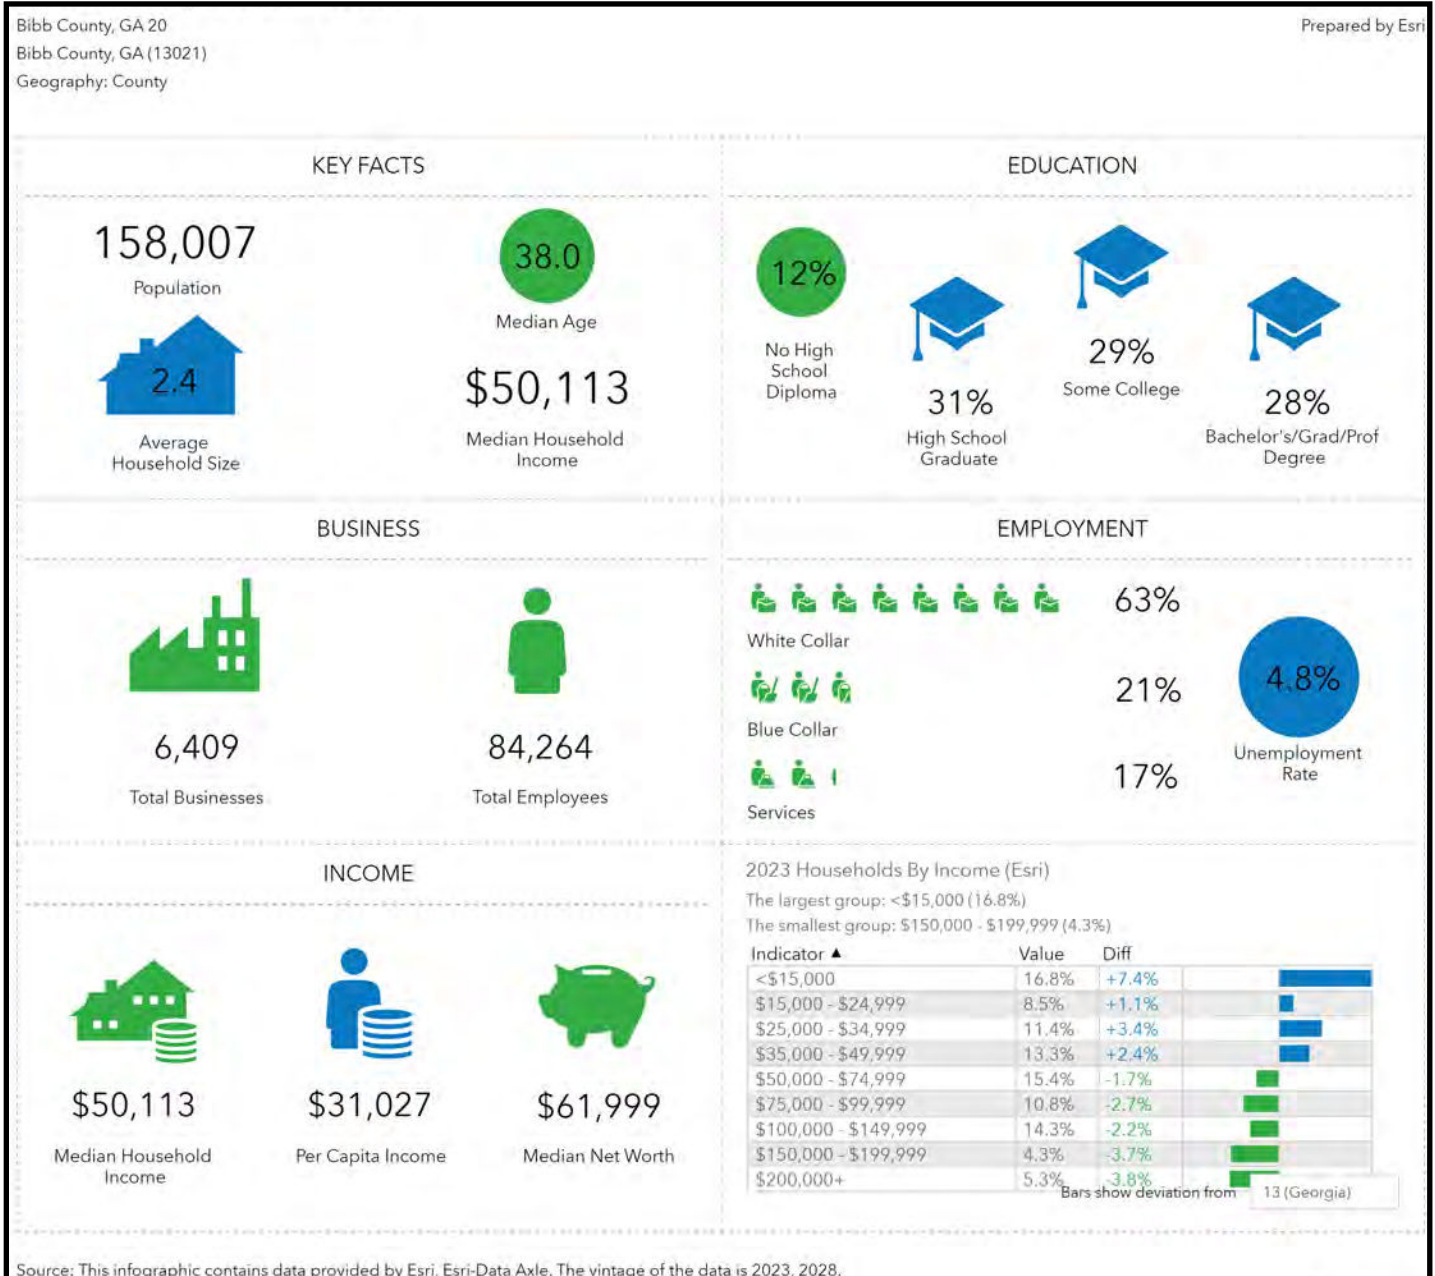 Bibb County, GA 20
Prepared by Esri
Bibb County, GA (13021)
Geography: County
KEY FACTS
158,007
Population
38.0
Median Age
2.4
Average
Household Size
$50,113
Median Household
Income
EDUCATION
12%
No High
School
Diploma
31%
High School
Graduate
29%
Some College
28%
Bachelor's/Grad/Prof
Degree
BUSINESS
6,409
Total Businesses
84,264
Total Employees
EMPLOYMENT
63%
White Collar
21%
Blue Collar
17%
Services
4.8%
Unemployment
Rate
INCOME
$50,113
Median Household
Income
$31,027
Per Capita Income
$61,999
Median Net Worth
2023 Households By Income (Esri)
The largest group: <$15,000 (16.8%)
The smallest group: $150,000 - $199,999 (4.3%)
Indicator ▲ Value Diff
<$15,000 16.8% +7.4%
$15,000 - $24,999 8.5% +1.1%
$25,000 - $34,999 11.4% +3.4%
$35,000 - $49,999 13.3% +2.4%
$50,000 - $74,999 15.4% -1.7%
$75,000 - $99,999 10.8% -2.7%
$100,000 - $149,999 14.3% -2.2%
$150,000 - $199,999 4.3% -3.7%
$200,000+ 5.3% -3.8%
Bars show deviation from 13 (Georgia)
Source: This infographic contains data provided by Esri, Esri-Data Axle. The vintage of the data is 2023, 2028.